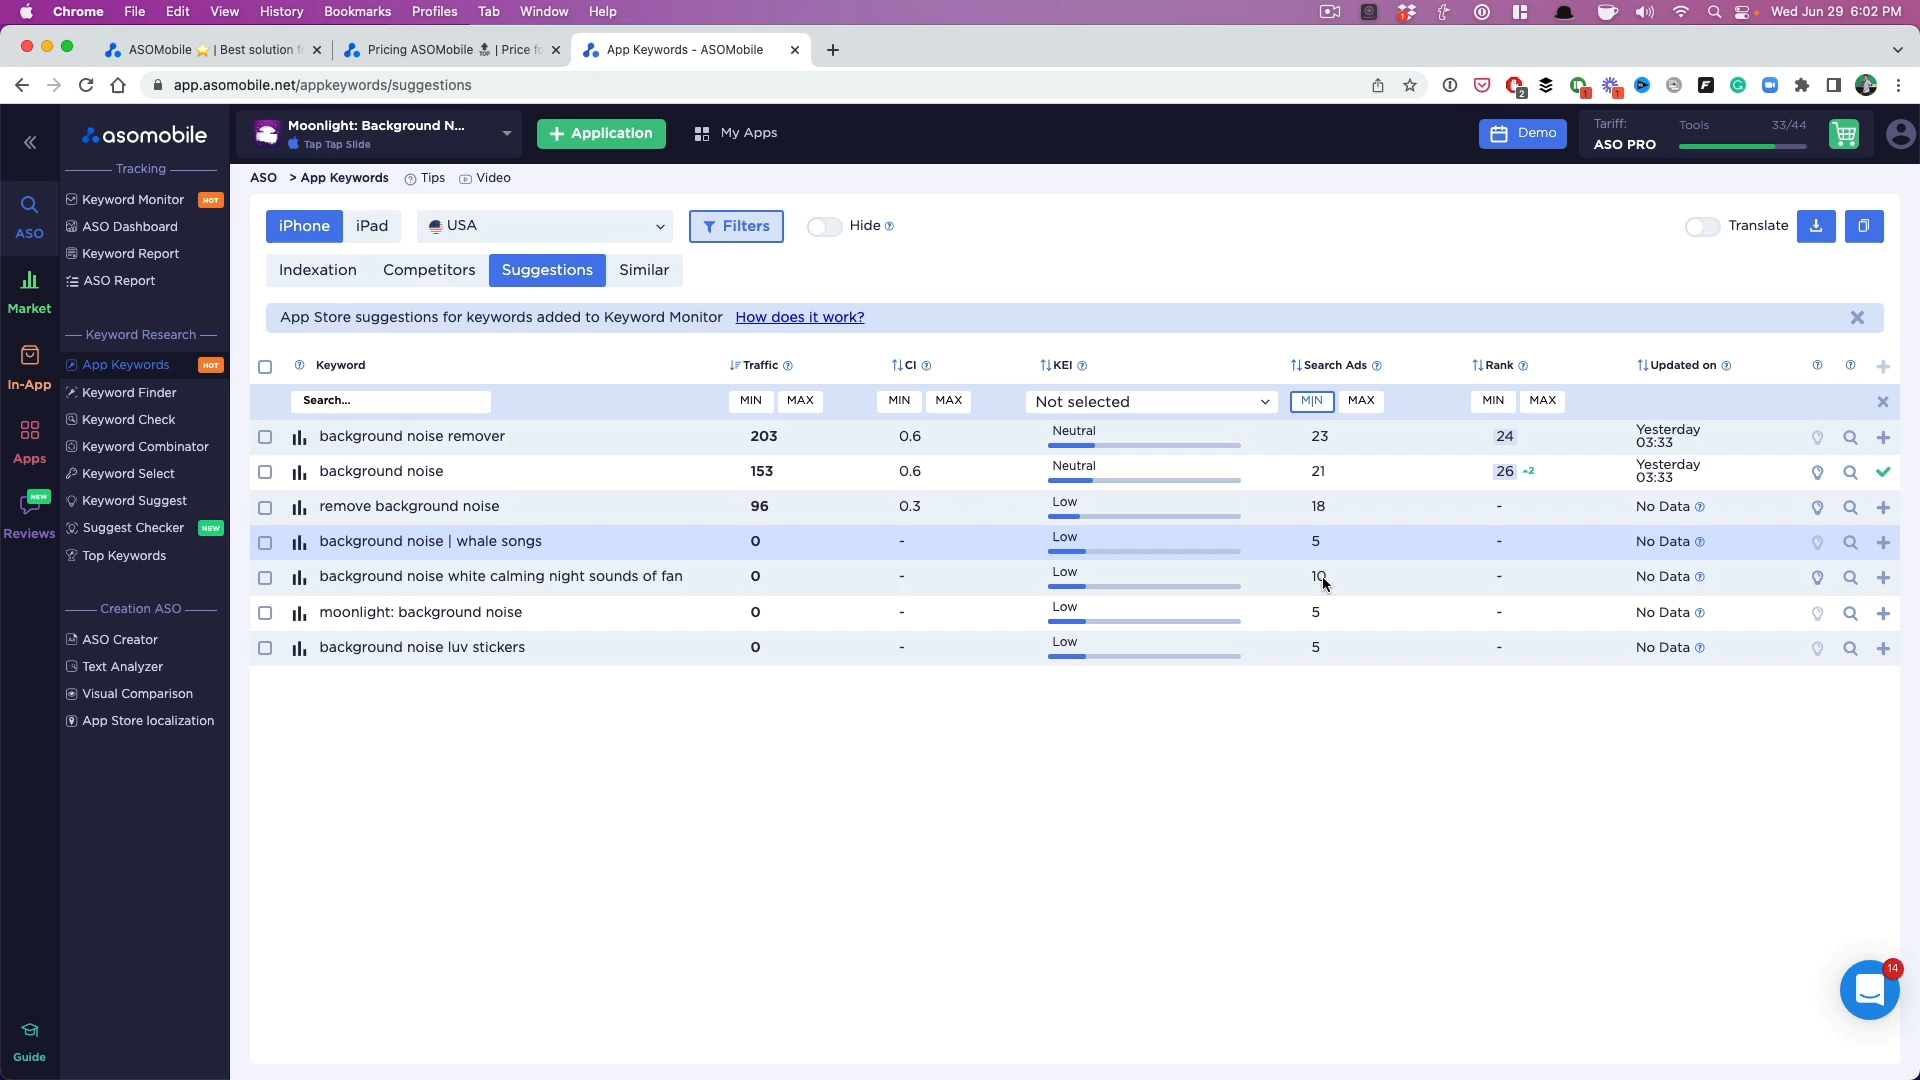 Chrome File Edit View History Bookmarks Profiles Tab Window Help Wed Jun 29 6:02 PM
ASOMobile ⭐ | Best solution f Pricing ASOMobile 🔝 | Price fo App Keywords - ASOMobile
app.asomobile.net/appkeywords/suggestions
asomobile
Moonlight: Background N...
Tap Tap Slide
+ Application
My Apps
Demo
Tariff:
ASO PRO
Tools 33/44
ASO
Market
In-App
Apps
NEW
Reviews
Guide
Tracking
Keyword Monitor HOT
ASO Dashboard
Keyword Report
ASO Report
Keyword Research
App Keywords HOT
Keyword Finder
Keyword Check
Keyword Combinator
Keyword Select
Keyword Suggest
Suggest Checker NEW
Top Keywords
Creation ASO
ASO Creator
Text Analyzer
Visual Comparison
App Store localization
ASO > App Keywords Tips Video
iPhone iPad USA Filters Hide Translate
Indexation Competitors Suggestions Similar
App Store suggestions for keywords added to Keyword Monitor How does it work?
Keyword Traffic CI KEI Search Ads Rank Updated on
Search... MIN MAX MIN MAX Not selected MIN MAX MIN MAX
background noise remover 203 0.6 Neutral 23 24 Yesterday 03:33
background noise 153 0.6 Neutral 21 26 2 Yesterday 03:33
remove background noise 96 0.3 Low 18 - No Data
background noise | whale songs 0 - Low 5 - No Data
background noise white calming night sounds of fan 0 - Low 10 - No Data
moonlight: background noise 0 - Low 5 - No Data
background noise luv stickers 0 - Low 5 - No Data
14